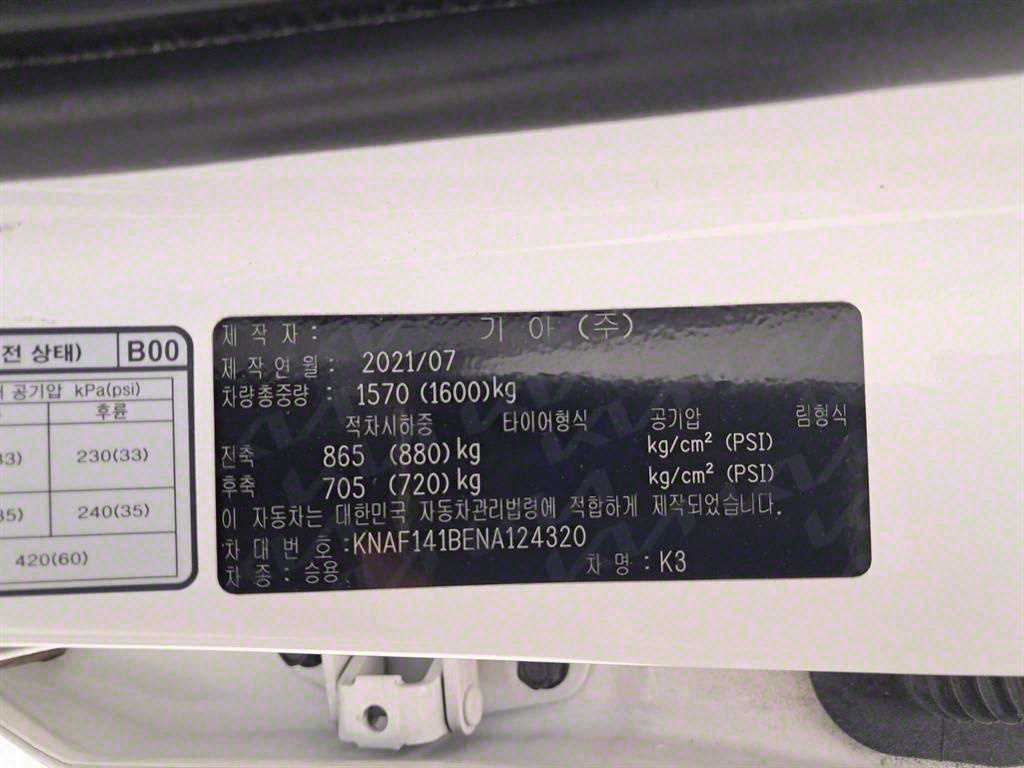 전 상태) B00
공기압 kPa(psi)
후륜
33) 230(33)
35) 240(35)
420(60)
제 작 자 : 기 아 (주)
제 작 연 월 : 2021/07
차량총중량 : 1570 (1600)kg
적차시하중 타이어형식 공기압 림형식
전축 865 (880)kg kg/cm² (PSI)
후축 705 (720)kg kg/cm² (PSI)
이 자동차는 대한민국 자동차관리법령에 적합하게 제작되었습니다.
차 대 번 호 :KNAF141BENA124320
차 종 : 승용 차 명 : K3